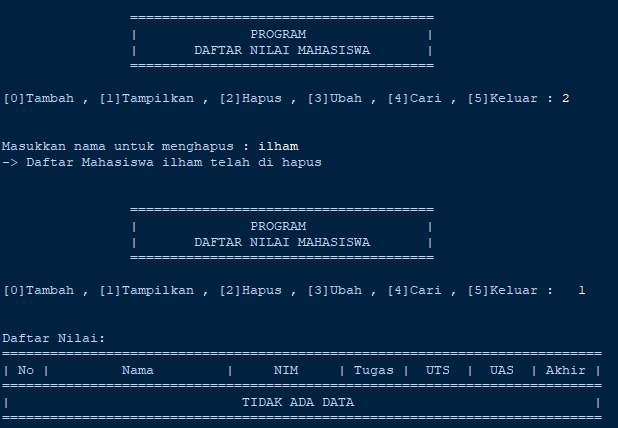 ======================================
| PROGRAM |
| DAFTAR NILAI MAHASISWA |
======================================
[0]Tambah , [1]Tampilkan , [2]Hapus , [3]Ubah , [4]Cari , [5]Keluar : 2
Masukkan nama untuk menghapus : ilham
-> Daftar Mahasiswa ilham telah di hapus
======================================
| PROGRAM |
| DAFTAR NILAI MAHASISWA |
======================================
[0]Tambah , [1]Tampilkan , [2]Hapus , [3]Ubah , [4]Cari , [5]Keluar : 1
Daftar Nilai:
===========================================================================
| No | Nama | NIM | Tugas | UTS | UAS | Akhir |
===========================================================================
| TIDAK ADA DATA |
===========================================================================